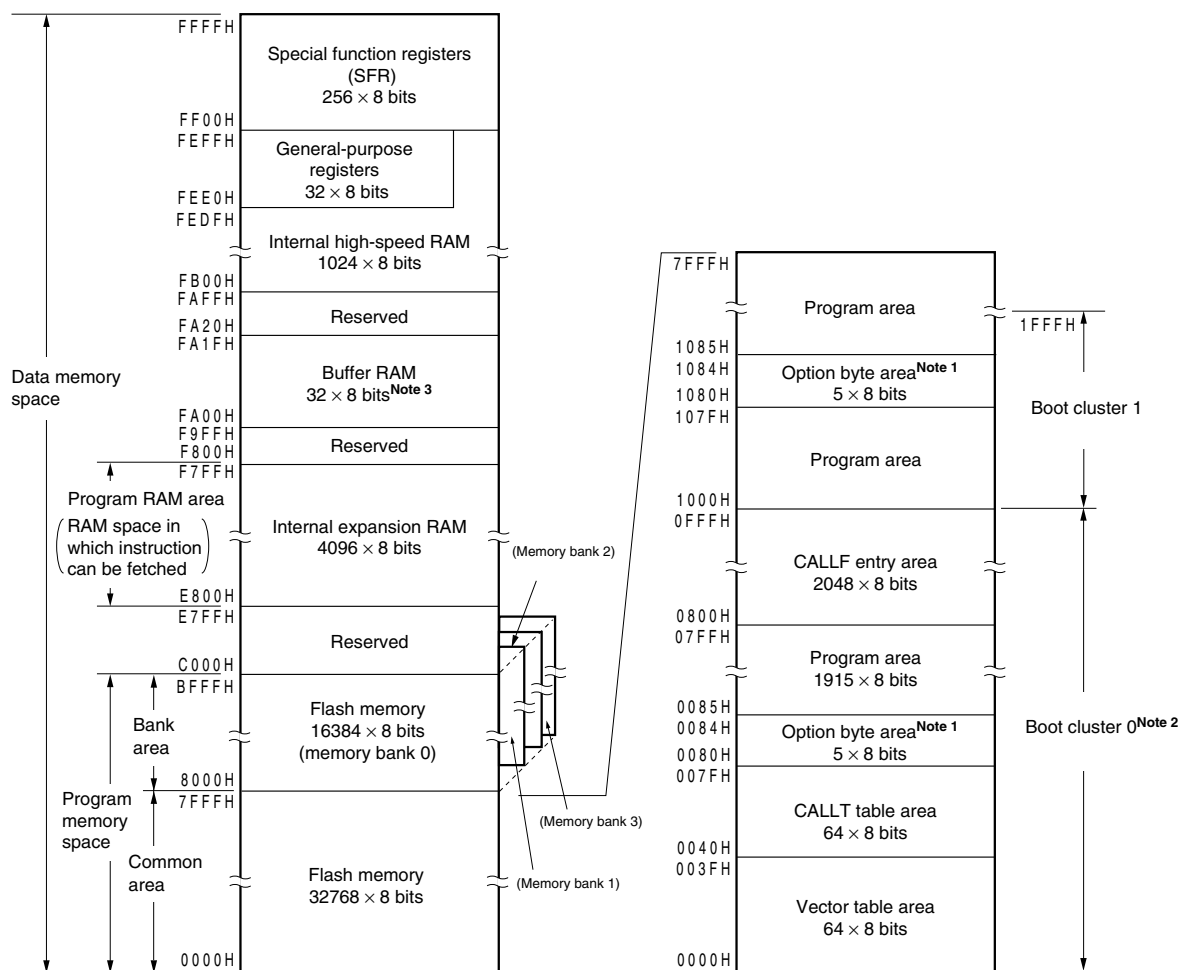 FFFFH
Special function registers
(SFR)
256 × 8 bits
FF00H
FEFFH
General-purpose
registers
32 × 8 bits
FEE0H
FEDFH
Internal high-speed RAM
1024 × 8 bits
FB00H
FAFFH
Reserved
FA20H
FA1FH
Data memory
space
Buffer RAM
32 × 8 bitsNote 3
FA00H
F9FFH
Reserved
F800H
F7FFH
Program RAM area
RAM space in
which instruction
can be fetched
Internal expansion RAM
4096 × 8 bits
E800H
E7FFH
Reserved
C000H
BFFFH
Flash memory
16384 × 8 bits
(memory bank 0)
Bank
area
8000H
7FFFH
Program
memory
space
Common
area
Flash memory
32768 × 8 bits
0000H
(Memory bank 2)
(Memory bank 3)
(Memory bank 1)
7FFFH
Program area
1FFFH
1085H
1084H
Option byte areaNote 1
5 × 8 bits
1080H
107FH
Boot cluster 1
Program area
1000H
0FFFH
CALLF entry area
2048 × 8 bits
0800H
07FFH
Program area
1915 × 8 bits
0085H
0084H
Option byte areaNote 1
5 × 8 bits
Boot cluster 0Note 2
0080H
007FH
CALLT table area
64 × 8 bits
0040H
003FH
Vector table area
64 × 8 bits
0000H